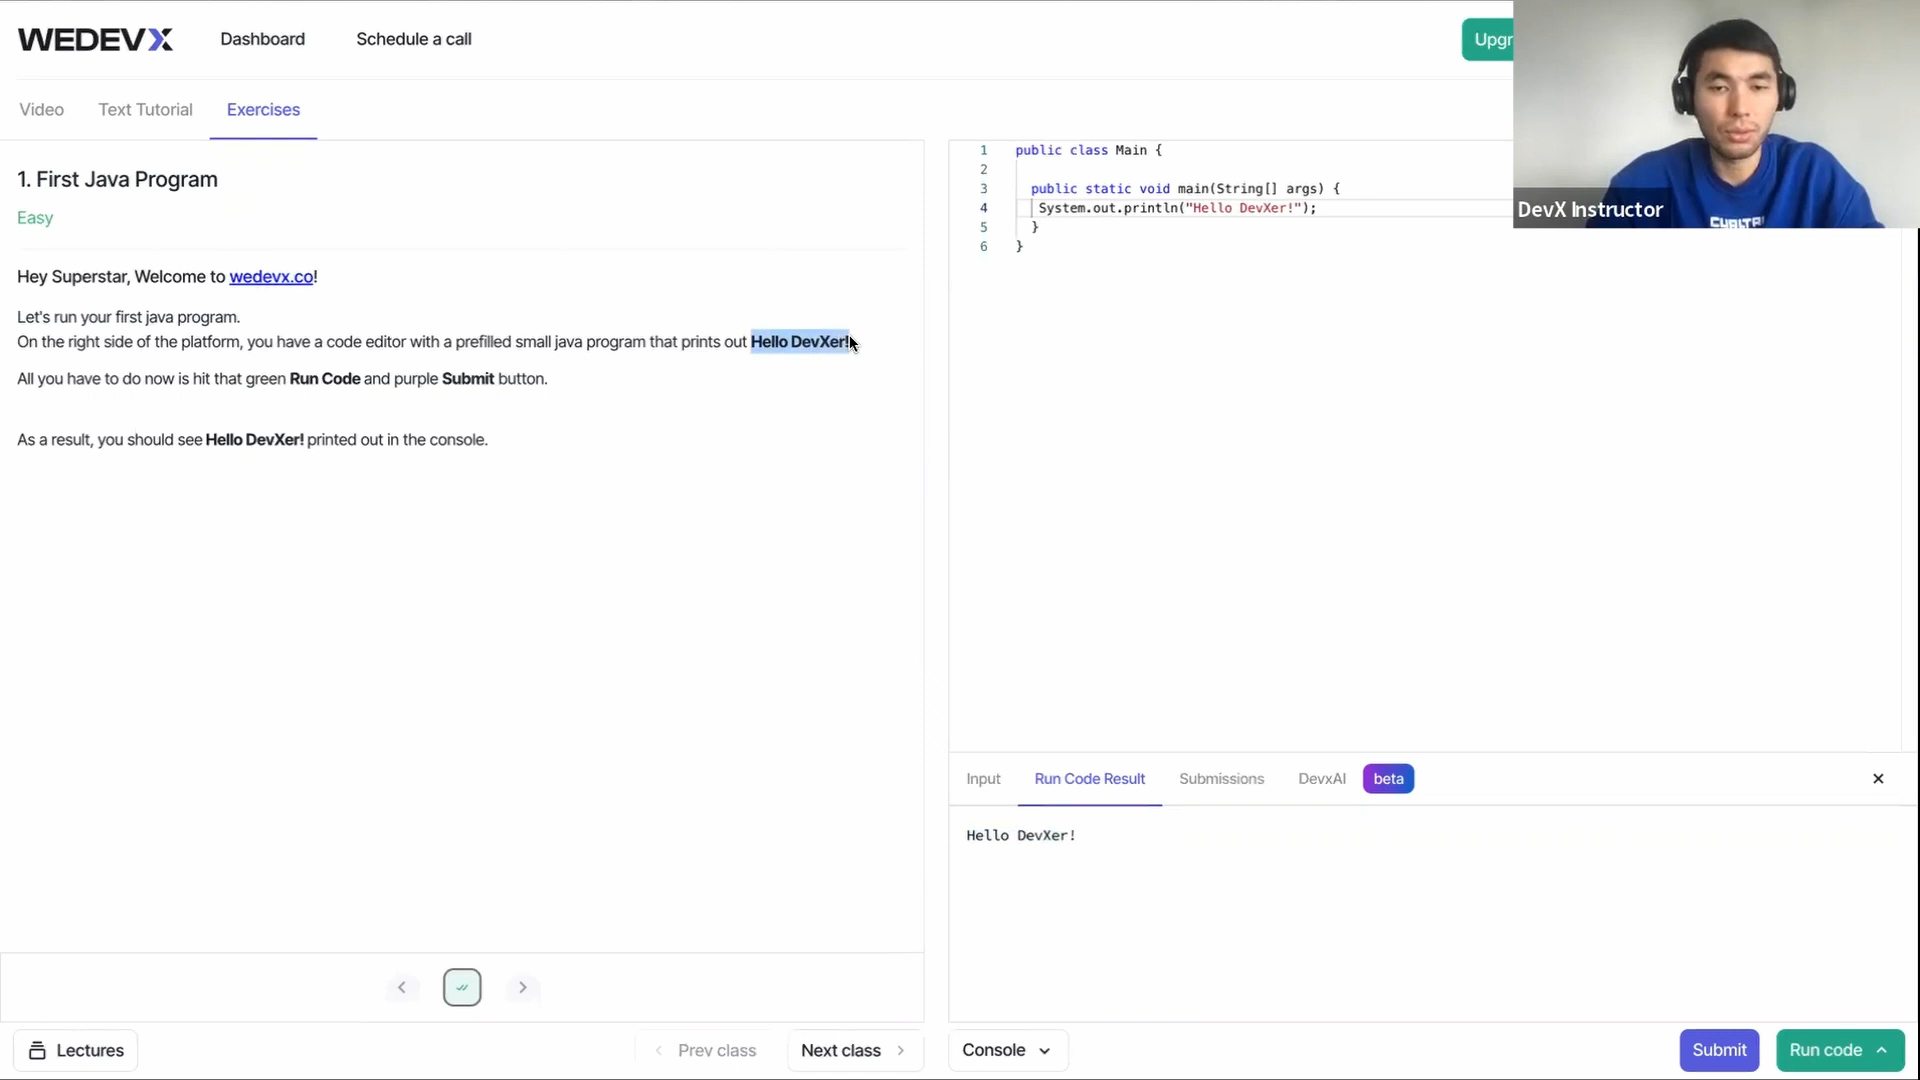 WEDEVX
Dashboard
Schedule a call
Upgr
Video
Text Tutorial
Exercises
1. First Java Program
Easy
Hey Superstar, Welcome to wedevx.co!
Let's run your first java program.
On the right side of the platform, you have a code editor with a prefilled small java program that prints out Hello DevXer!
All you have to do now is hit that green Run Code and purple Submit button.
As a result, you should see Hello DevXer! printed out in the console.
Lectures
Prev class
Next class
1 public class Main {
2
3 public static void main(String[] args) {
4 System.out.println("Hello DevXer!");
5 }
6 }
DevX Instructor
Input
Run Code Result
Submissions
DevxAI
beta
Hello DevXer!
Console
Submit
Run code